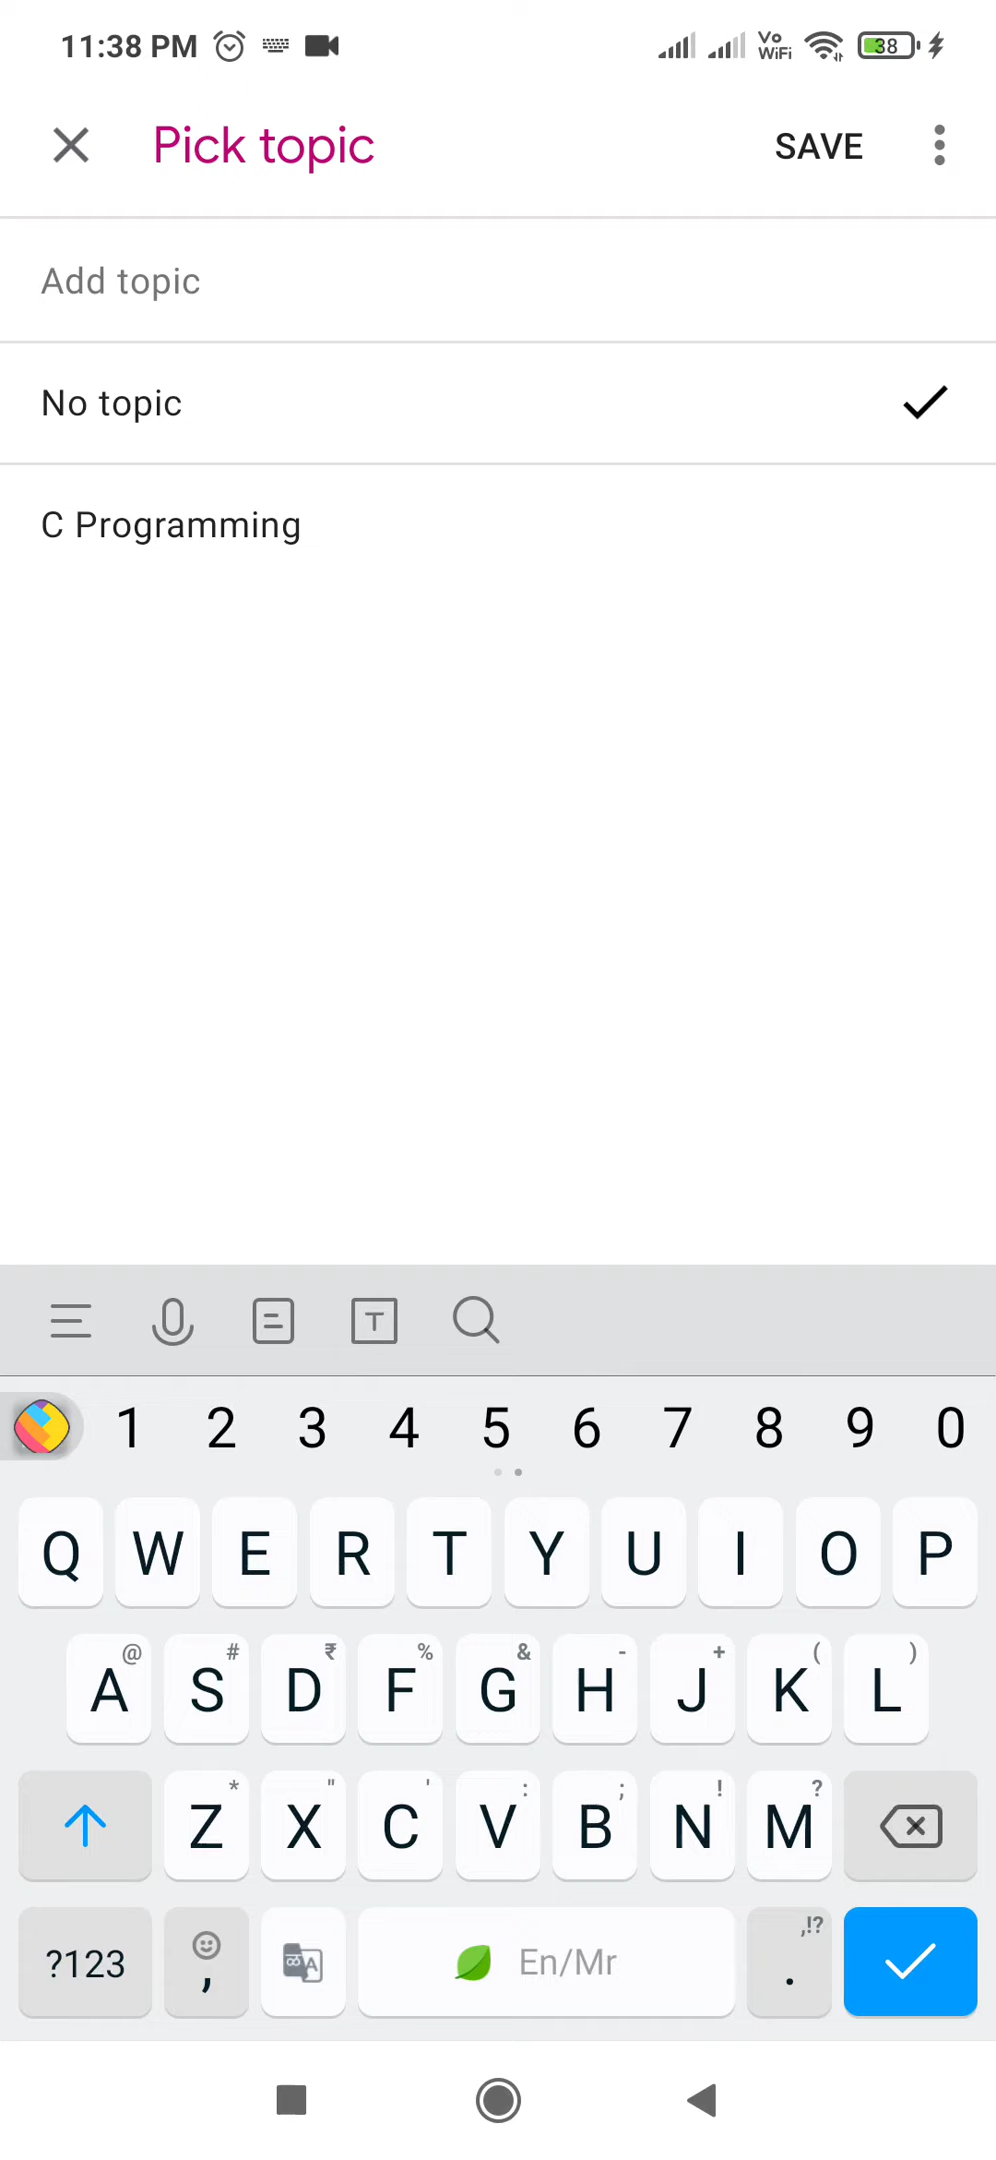 11:38 PM Vo WiFi 38
Pick topic SAVE
Add topic
No topic
C Programming
T
1 2 3 4 5 6 7 8 9 0
Q W E R T Y U I O P
@ # ₹ % & - + ( )
A S D F G H J K L
* " ' : ; ! ?
Z X C V B N M
?123 , En/Mr ,!? .